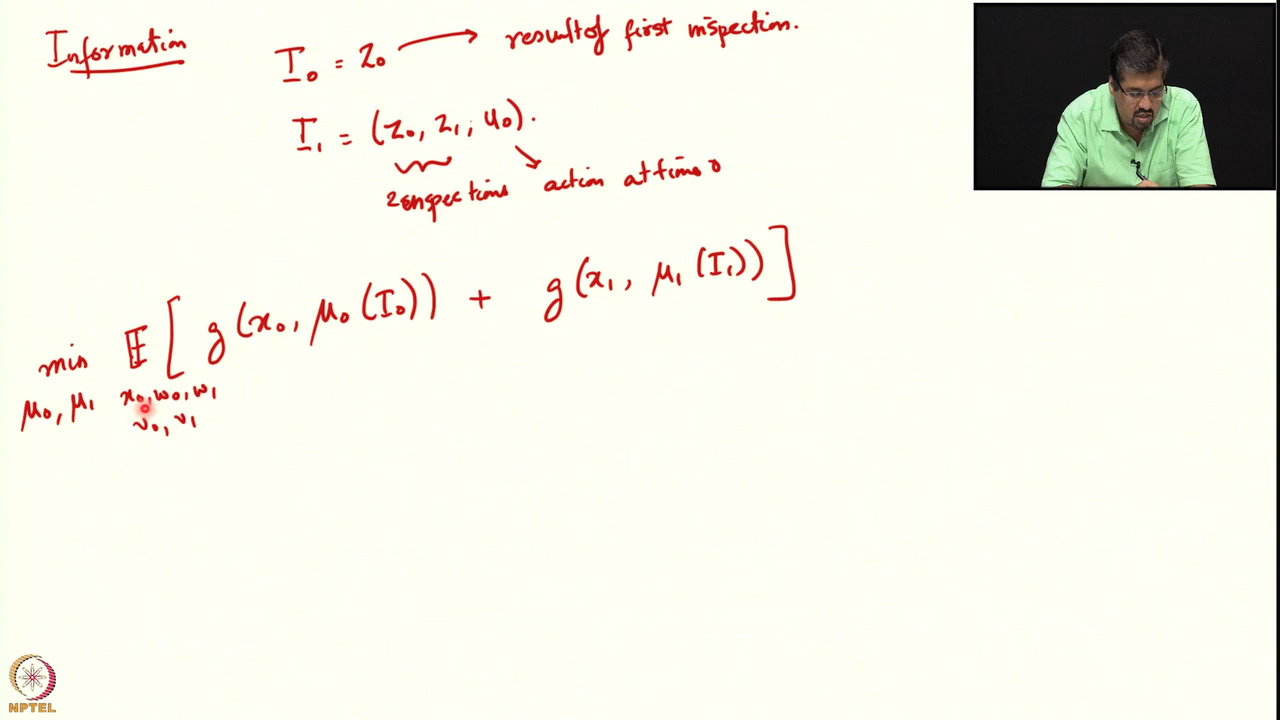 Information
I₀ = z₀ → result of first inspection.
I₁ = (z₀, z₁, u₀).
2 inspections action at time 0
min E [ g(x₀, μ₀(I₀)) + g(x₁, μ₁(I₁)) ]
μ₀, μ₁ x₀, w₀, w₁
v₀, v₁
NPTEL